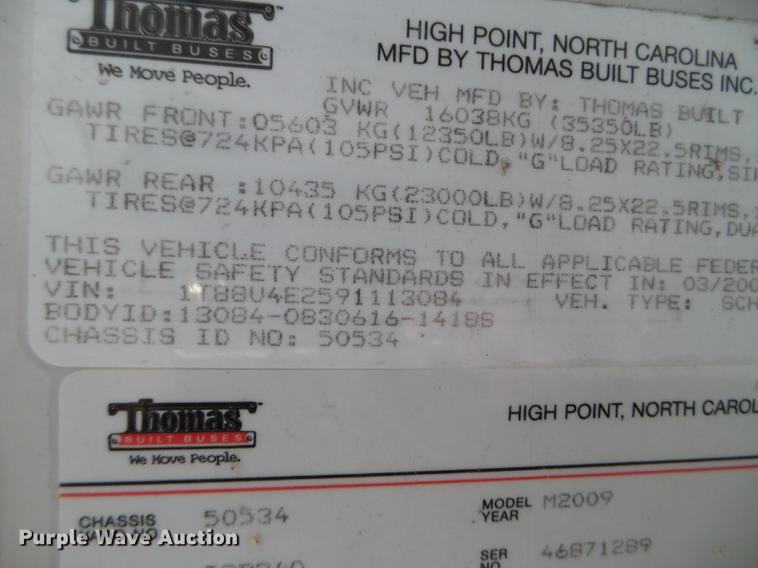 Thomas
BUILT BUSES
We Move People.
HIGH POINT, NORTH CAROLINA
MFD BY THOMAS BUILT BUSES INC.
INC VEH MFD BY: THOMAS BUILT
GVWR 16038KG (35350LB)
GAWR FRONT:05603 KG(12350LB)W/8.25X22.5RIMS,
TIRES@724KPA(105PSI)COLD,"G"LOAD RATING,SIN
GAWR REAR :10435 KG(23000LB)W/8.25X22.5RIMS,
TIRES@724KPA(105PSI)COLD,"G"LOAD RATING,DUA
THIS VEHICLE CONFORMS TO ALL APPLICABLE FEDER
VEHICLE SAFETY STANDARDS IN EFFECT IN: 03/200
VIN: 1T88U4E2591113084 VEH. TYPE: SCH
BODYID:13084-0830616-1418S
CHASSIS ID NO: 50534
Thomas
BUILT BUSES
We Move People.
HIGH POINT, NORTH CAROL
CHASSIS 50534
MODEL YEAR M2009
SER NO. 46871289
Purple Wave Auction